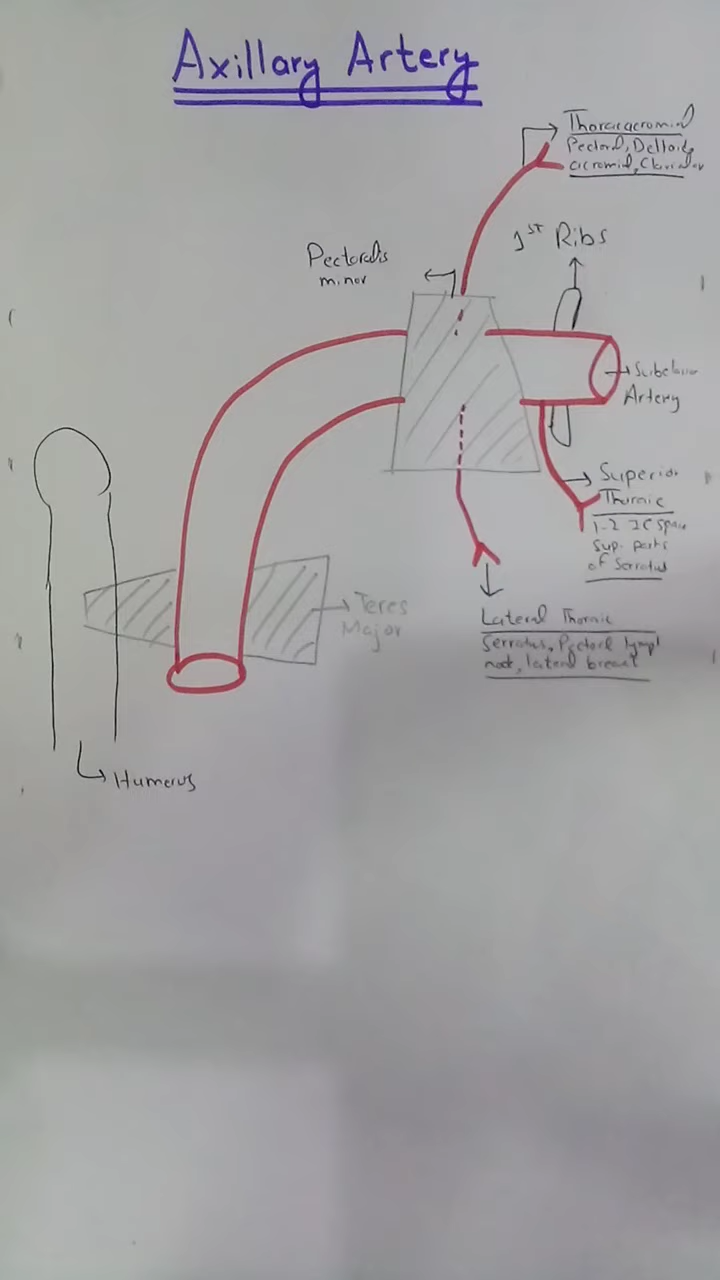 Axillary Artery
Thoracoacromial
Pectoral, Deltoid,
acromial, Clavicular
1ST Ribs
Pectoralis
minor
Subclavian
Artery
Superior
Thoracic
1-2 IC Space
Sup. parts
of Serratus
Teres
Major
Lateral Thoracic
Serratus, Pectoral lymph
node, lateral breast
Humerus